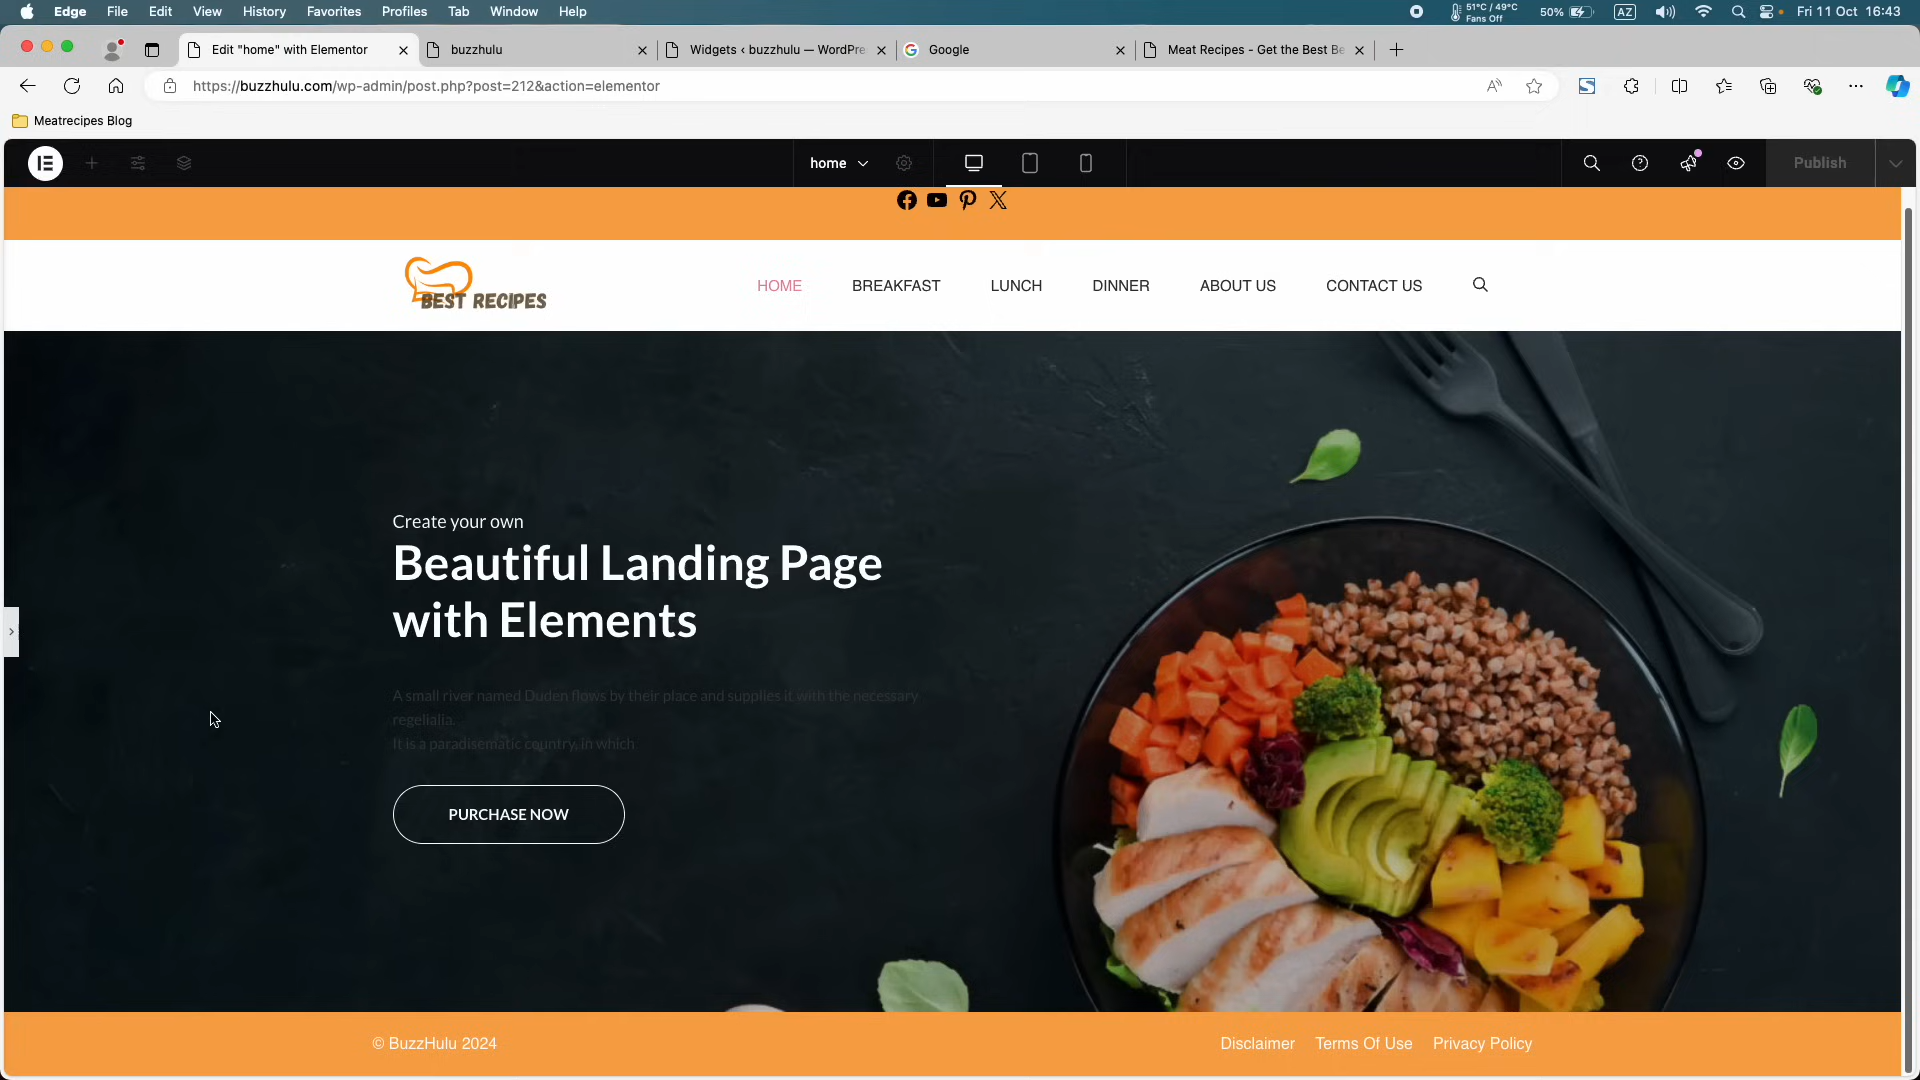 Edge File Edit View History Favorites Profiles Tab Window Help
51°C / 49°C
Fans Off
50% AZ Fri 11 Oct 16:43
Edit "home" with Elementor
buzzhulu
Widgets ‹ buzzhulu — WordPre
Google
Meat Recipes - Get the Best Be
https://buzzhulu.com/wp-admin/post.php?post=212&action=elementor
Meatrecipes Blog
home
Publish
BEST RECIPES
HOME BREAKFAST LUNCH DINNER ABOUT US CONTACT US
Create your own
Beautiful Landing Page
with Elements
A small river named Duden flows by their place and supplies it with the necessary
regelialia.
It is a paradisematic country, in which
PURCHASE NOW
© BuzzHulu 2024
Disclaimer Terms Of Use Privacy Policy